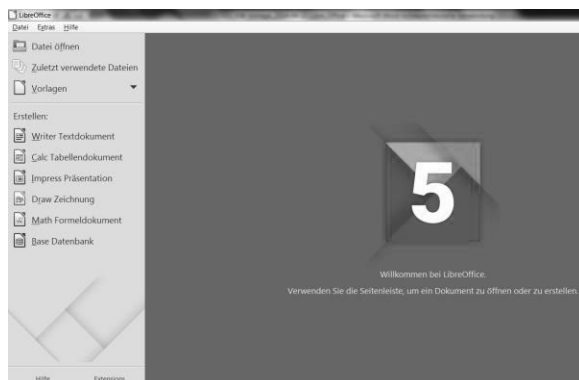 LibreOffice
Datei Extras Hilfe
Datei öffnen
Zuletzt verwendete Dateien
Vorlagen
Erstellen:
Writer Textdokument
Calc Tabellendokument
Impress Präsentation
Draw Zeichnung
Math Formeldokument
Base Datenbank
5
Willkommen bei LibreOffice.
Verwenden Sie die Seitenleiste, um ein Dokument zu öffnen oder zu erstellen.
Hilfe Extensions